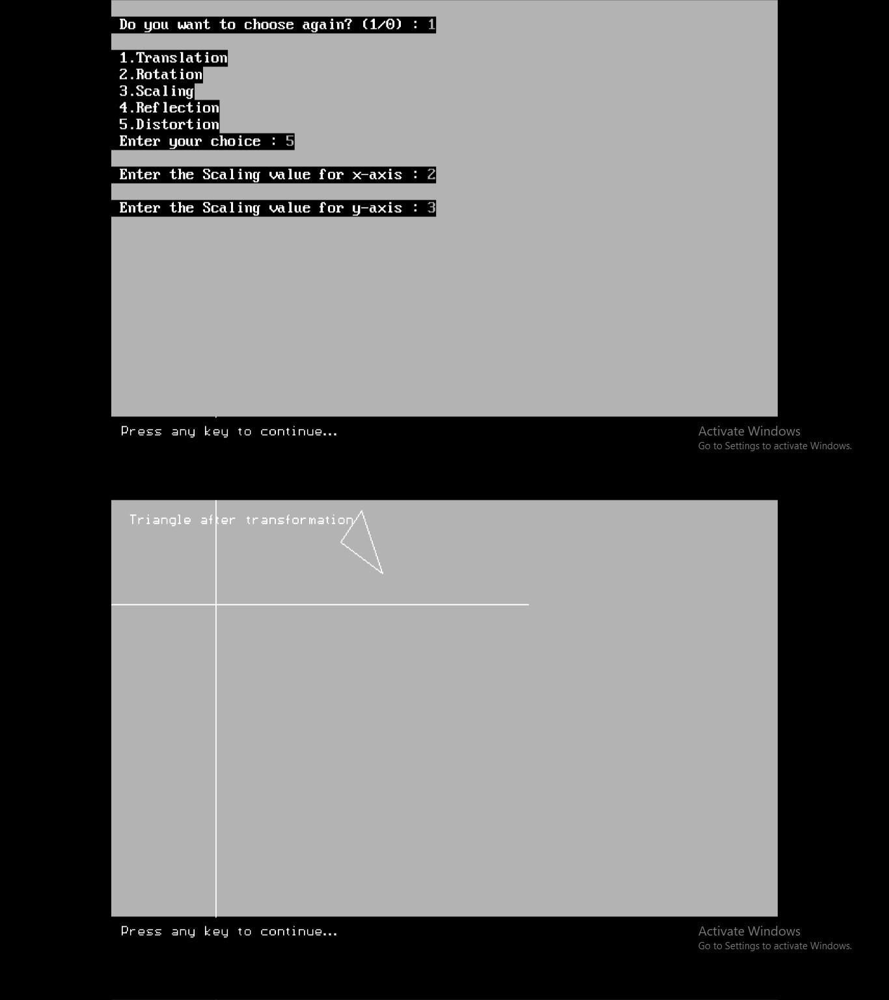 Do you want to choose again? (1/0) : 1
1.Translation
2.Rotation
3.Scaling
4.Reflection
5.Distortion
Enter your choice : 5
Enter the Scaling value for x-axis : 2
Enter the Scaling value for y-axis : 3
Press any key to continue...
Activate Windows
Go to Settings to activate Windows.
Triangle after transformation
Press any key to continue...
Activate Windows
Go to Settings to activate Windows.